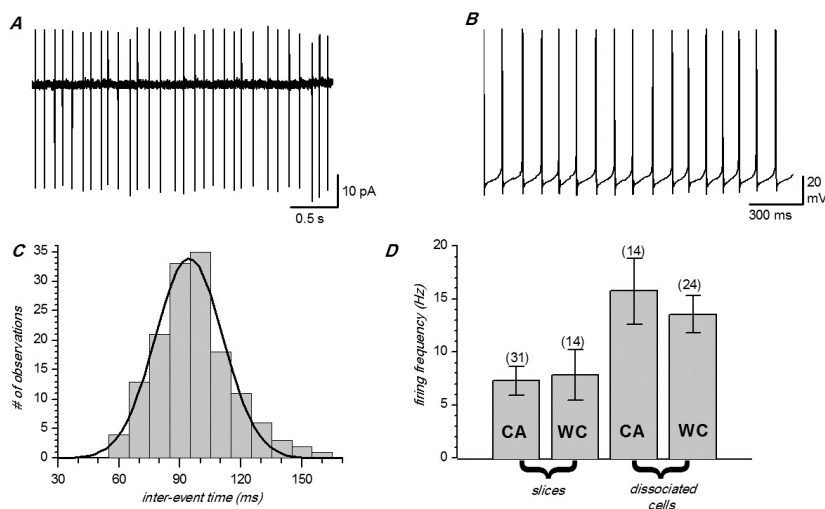 A
10 pA
0.5 s
B
20
mV
300 ms
C
# of observations
35
30
25
20
15
10
5
0
30
60
90
120
150
inter-event time (ms)
D
firing frequency (Hz)
20
15
10
5
0
(31)
(14)
(14)
(24)
CA
WC
CA
WC
slices
dissociated
cells